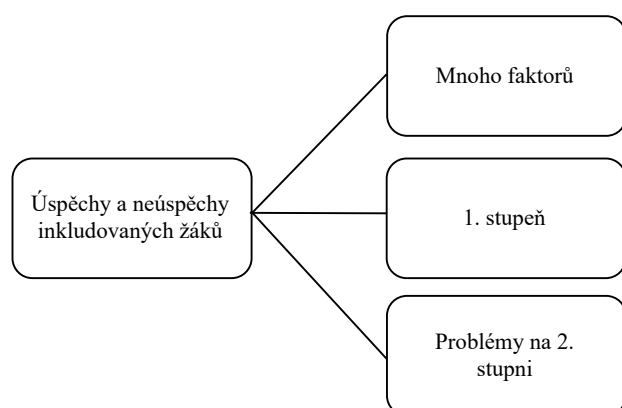 Mnoho faktorů
Úspěchy a neúspěchy
inkludovaných žáků
1. stupeň
Problémy na 2.
stupni